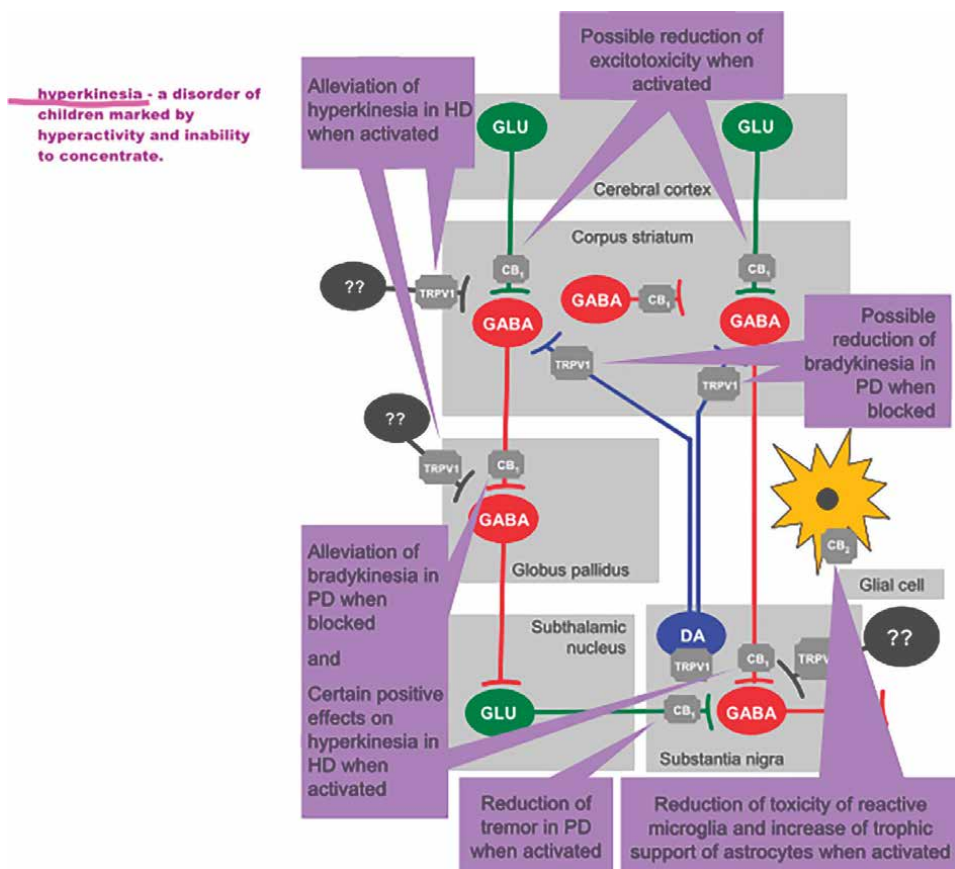 hyperkinesia - a disorder of
children marked by
hyperactivity and inability
to concentrate.
Alleviation of
hyperkinesia in HD
when activated
Possible reduction of
excitotoxicity when
activated
GLU
GLU
Cerebral cortex
Corpus striatum
CB1
CB1
??
TRPV1
GABA
GABA
CB1
GABA
TRPV1
TRPV1
Possible
reduction of
bradykinesia in
PD when
blocked
??
TRPV1
CB1
GABA
Globus pallidus
CB2
Glial cell
Alleviation of
bradykinesia in
PD when
blocked
and
Certain positive
effects on
hyperkinesia in
HD when
activated
Subthalamic
nucleus
GLU
DA
TRPV1
CB1
TRPV
??
CB1
GABA
Substantia nigra
Reduction of
tremor in PD
when activated
Reduction of toxicity of reactive
microglia and increase of trophic
support of astrocytes when activated